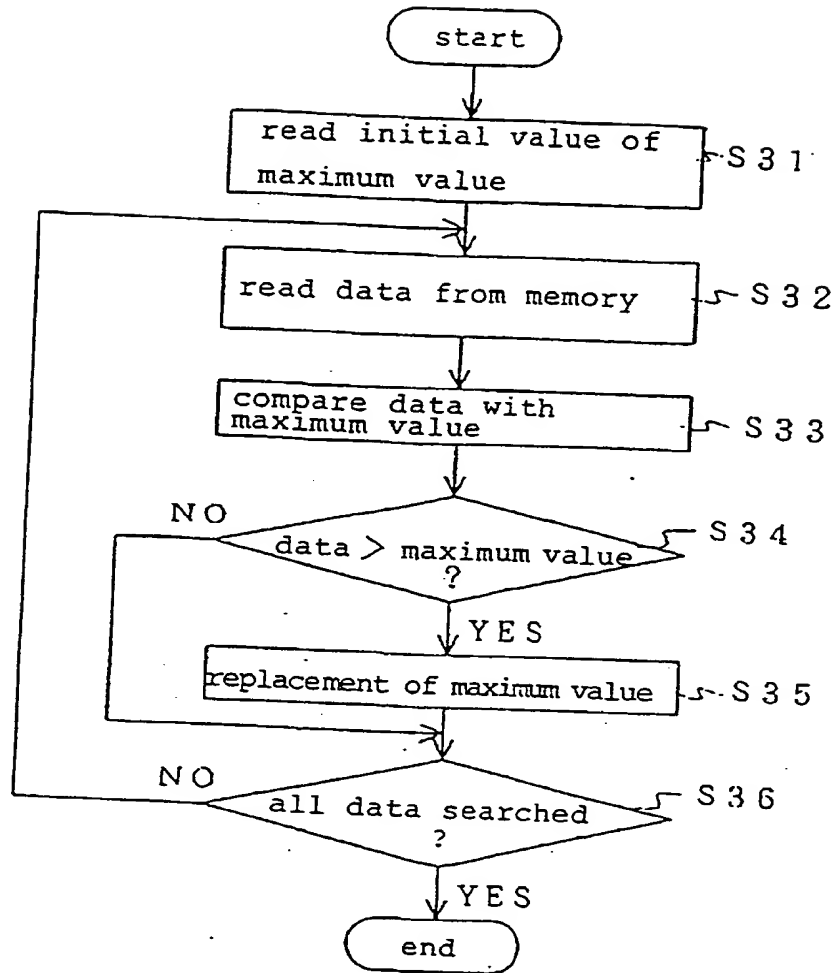 start
read initial value of
maximum value
S31
read data from memory
S32
compare data with
maximum value
S33
NO
data > maximum value
?
S34
YES
replacement of maximum value
S35
NO
all data searched
?
S36
YES
end